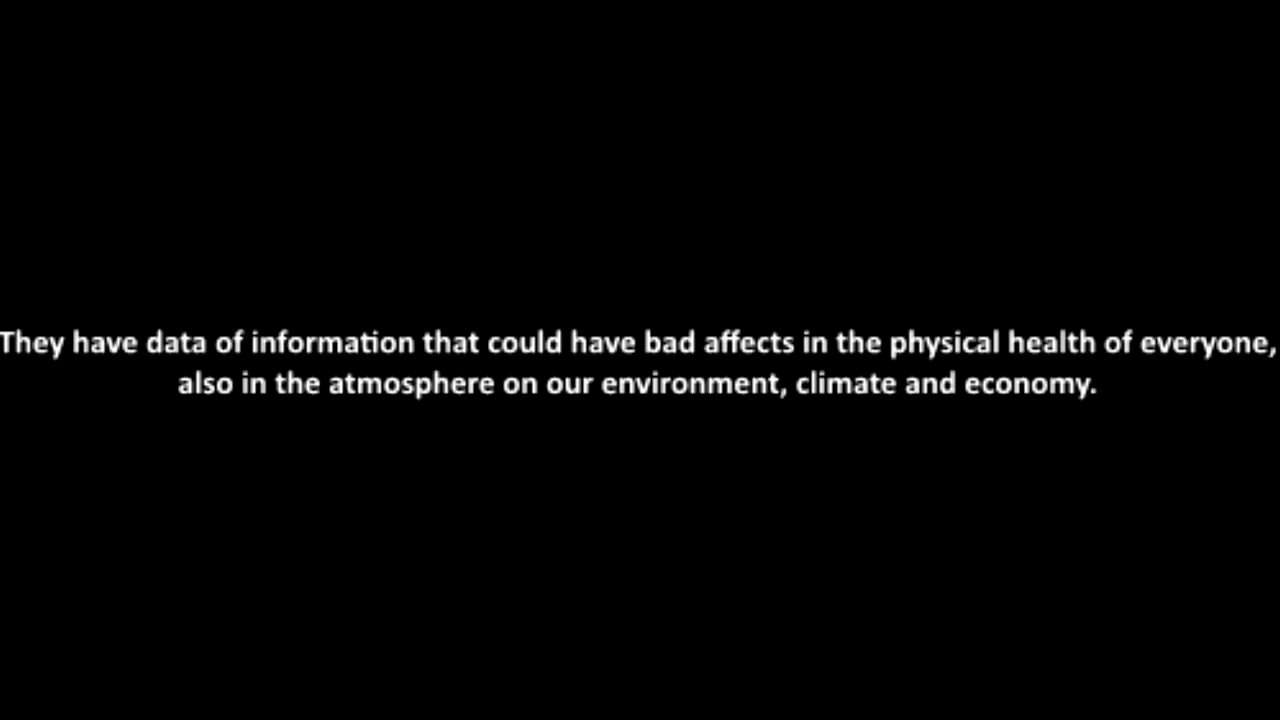 They have data of information that could have bad affects in the physical health of everyone,
also in the atmosphere on our environment, climate and economy.